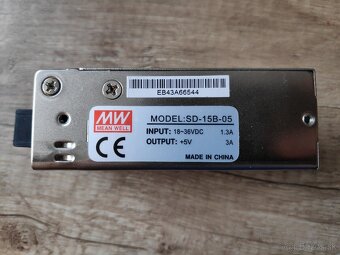 EB43A66544
MW
MEAN WELL
MODEL:SD-15B-05
INPUT: 18~36VDC 1.3A
OUTPUT: +5V 3A
CE
MADE IN CHINA